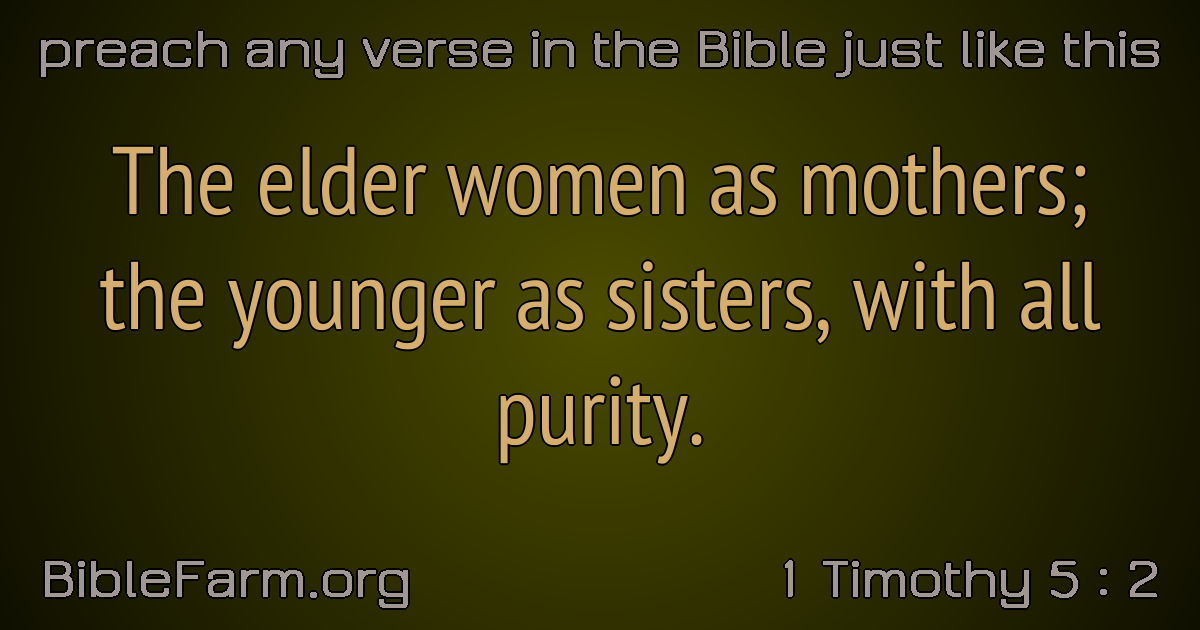 preach any verse in the Bible just like this
The elder women as mothers;
the younger as sisters, with all
purity.
BibleFarm.org
1 Timothy 5 : 2